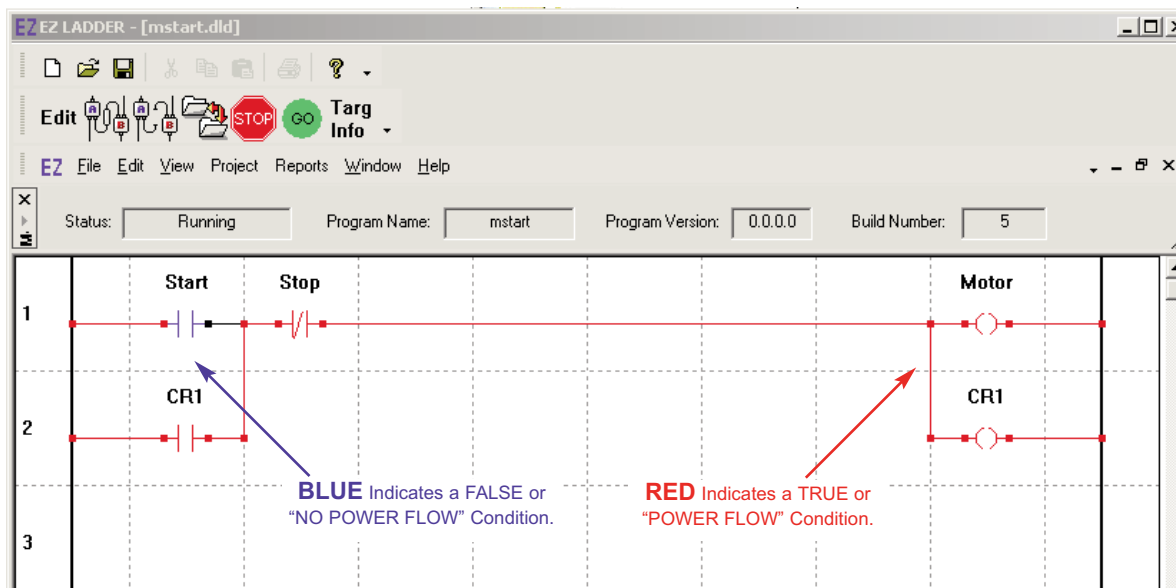 EZ EZ LADDER - [mstart.dld]
Edit A B A B STOP GO Targ Info
EZ File Edit View Project Reports Window Help
Status: Running Program Name: mstart Program Version: 0.0.0.0 Build Number: 5
Start Stop Motor
1
CR1 CR1
2
BLUE Indicates a FALSE or
“NO POWER FLOW” Condition.
RED Indicates a TRUE or
“POWER FLOW” Condition.
3